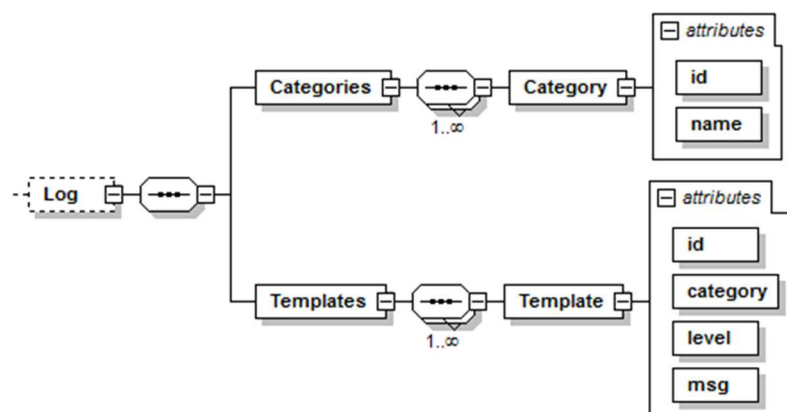 attributes
id
name
Categories
Category
1..∞
Log
attributes
id
category
level
msg
Templates
Template
1..∞